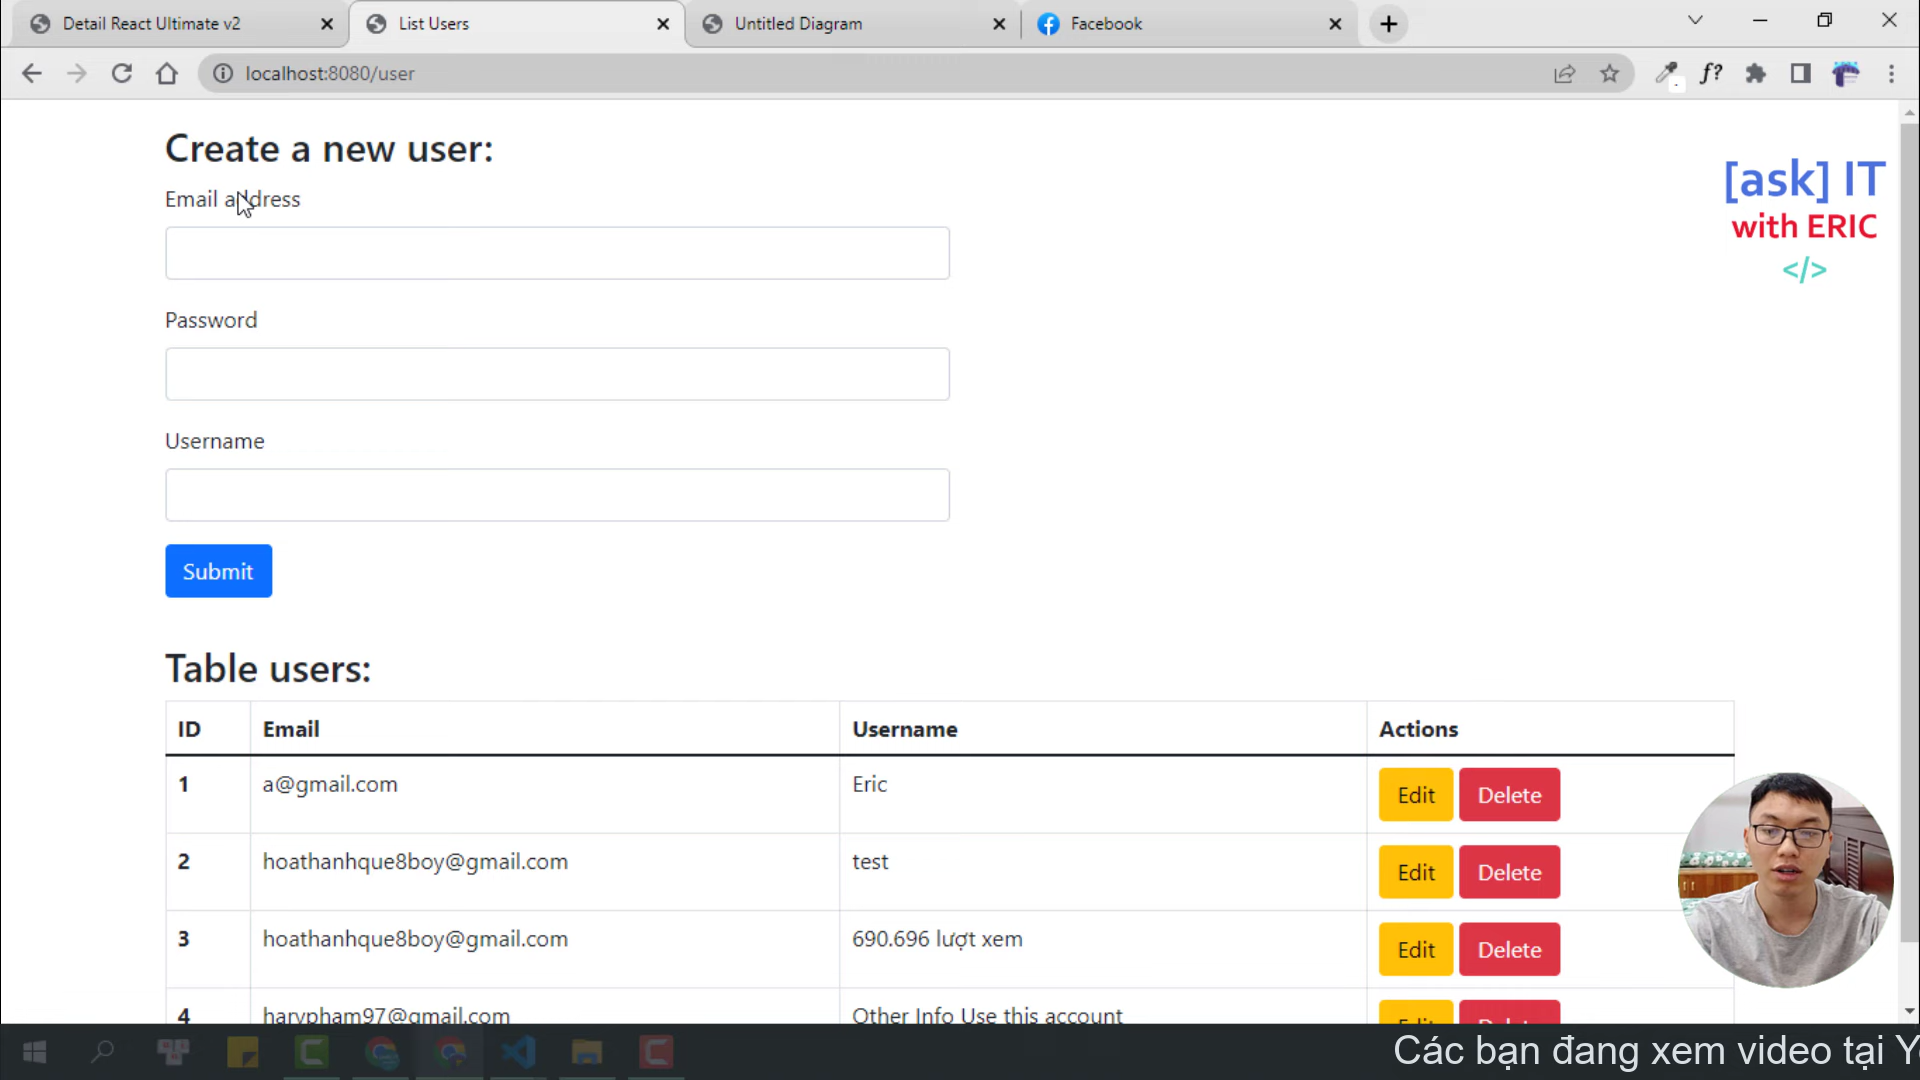 Detail React Ultimate v2
List Users
Untitled Diagram
Facebook
localhost:8080/user
f?
Create a new user:
Email address
Password
Username
Submit
[ask] IT
with ERIC
</>
Table users:
ID Email Username Actions
1 a@gmail.com Eric Edit Delete
2 hoathanhque8boy@gmail.com test Edit Delete
3 hoathanhque8boy@gmail.com 690.696 lượt xem Edit Delete
4 harypham97@gmail.com Other Info Use this account Edit Delete
Các bạn đang xem video tại Y